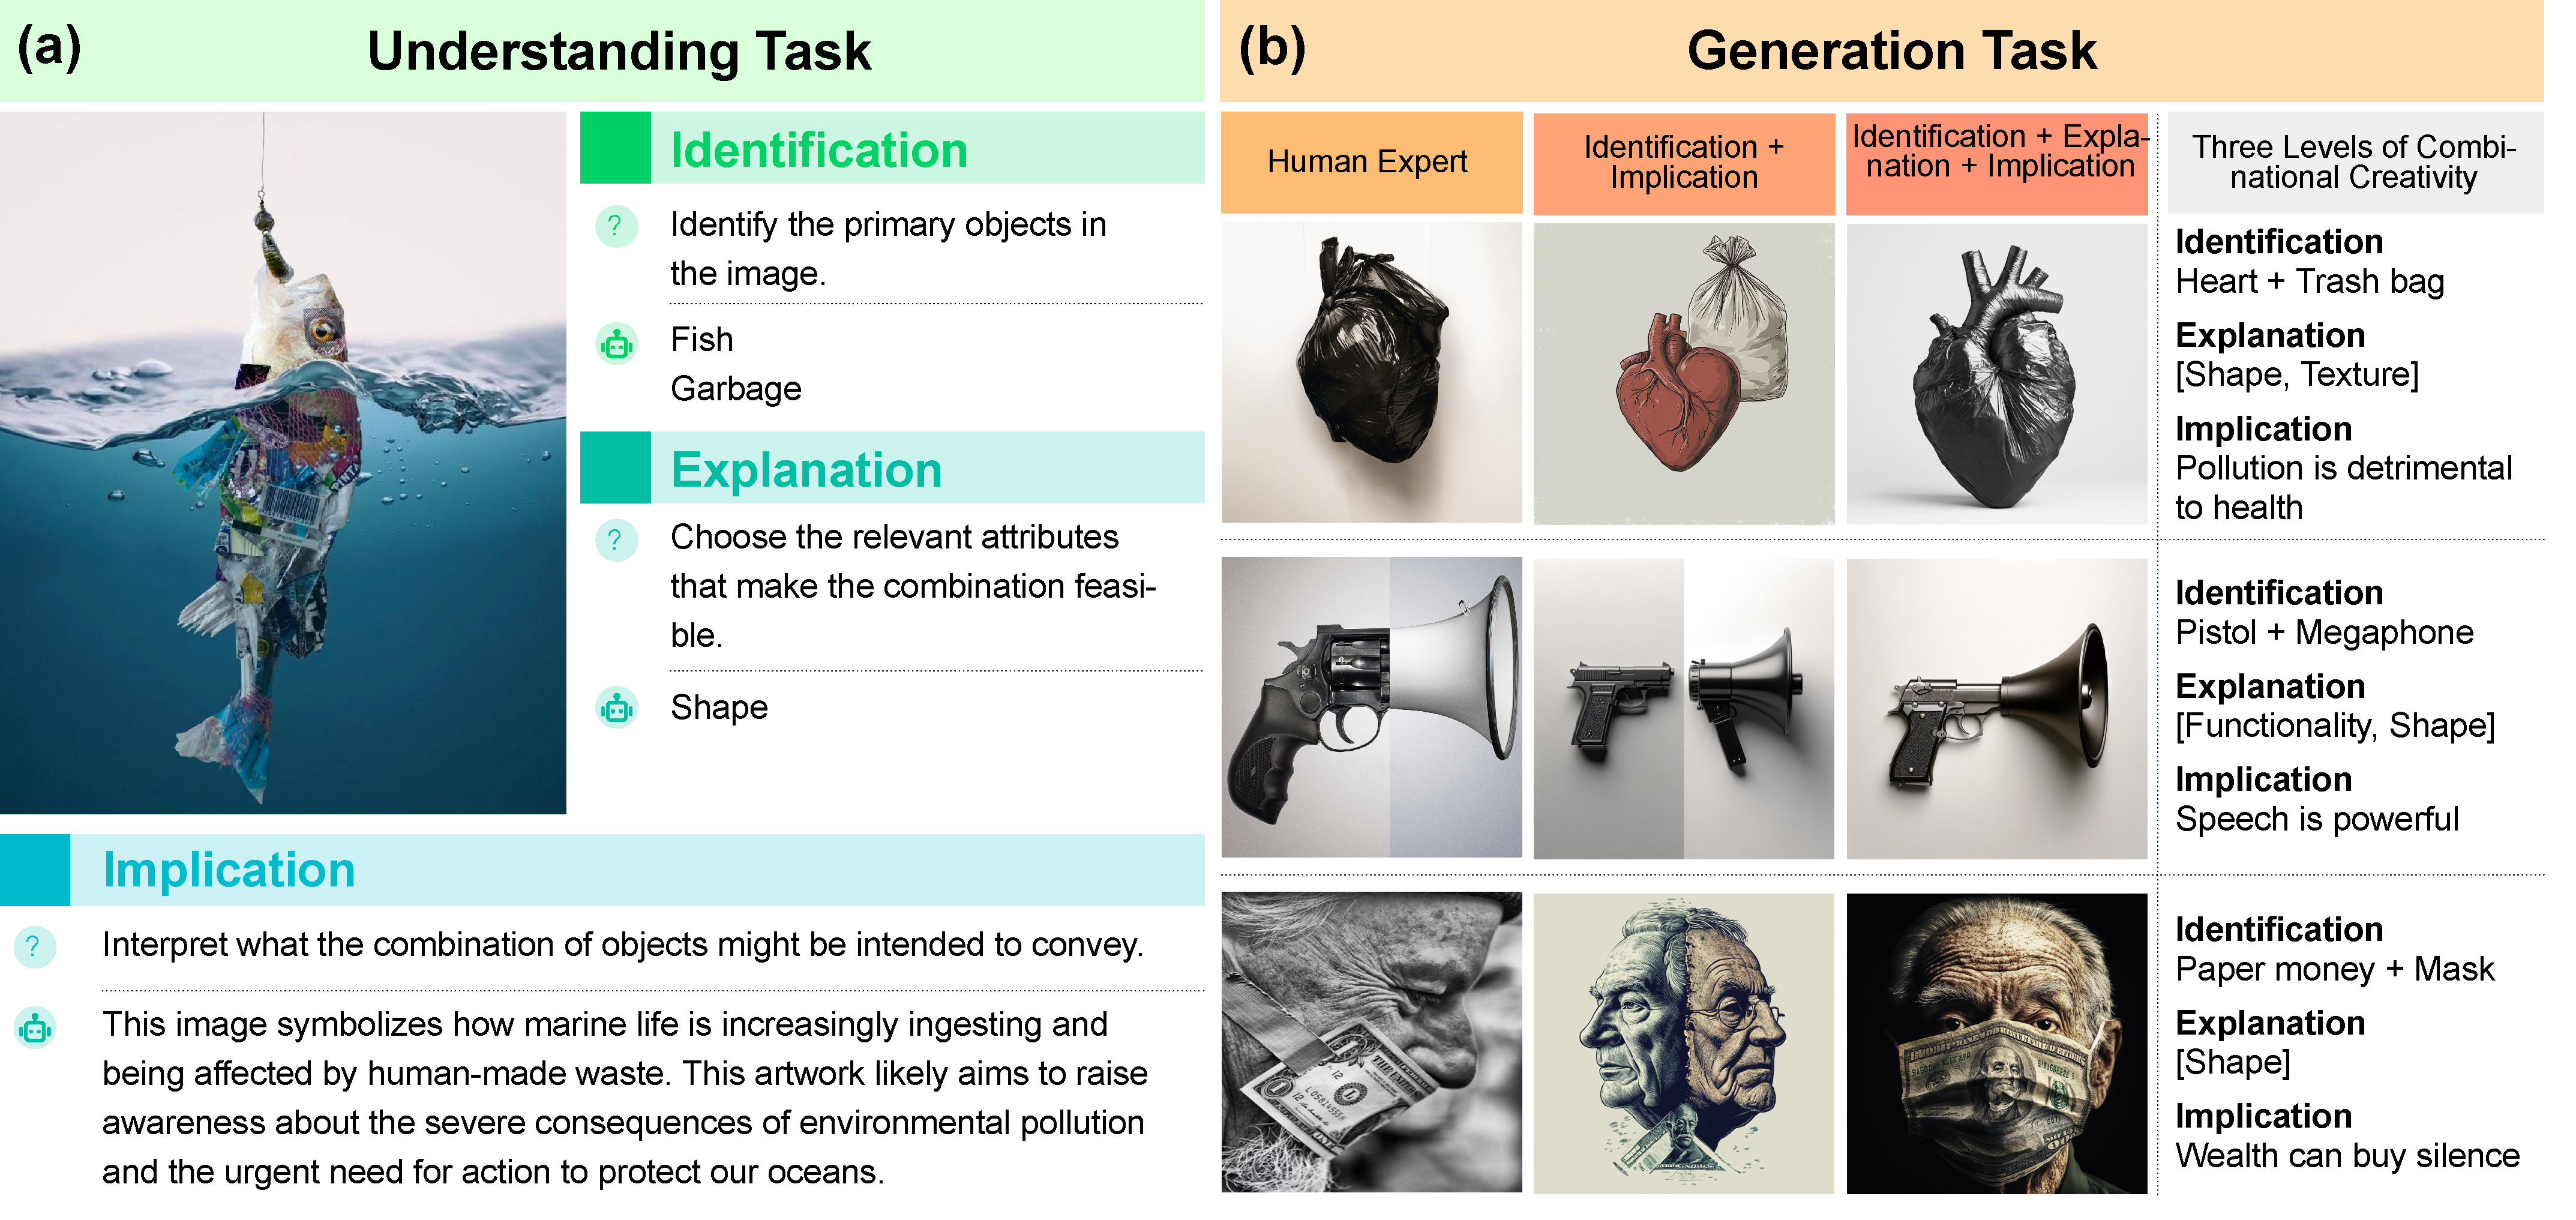 (a)
Understanding Task
Identification
?
Identify the primary objects in
the image.
Fish
Garbage
Explanation
?
Choose the relevant attributes
that make the combination feasi-
ble.
Shape
Implication
?
Interpret what the combination of objects might be intended to convey.
This image symbolizes how marine life is increasingly ingesting and
being affected by human-made waste. This artwork likely aims to raise
awareness about the severe consequences of environmental pollution
and the urgent need for action to protect our oceans.
(b)
Generation Task
Human Expert
Identification +
Implication
Identification + Expla-
nation + Implication
Three Levels of Combi-
national Creativity
Identification
Heart + Trash bag
Explanation
[Shape, Texture]
Implication
Pollution is detrimental
to health
Identification
Pistol + Megaphone
Explanation
[Functionality, Shape]
Implication
Speech is powerful
Identification
Paper money + Mask
Explanation
[Shape]
Implication
Wealth can buy silence